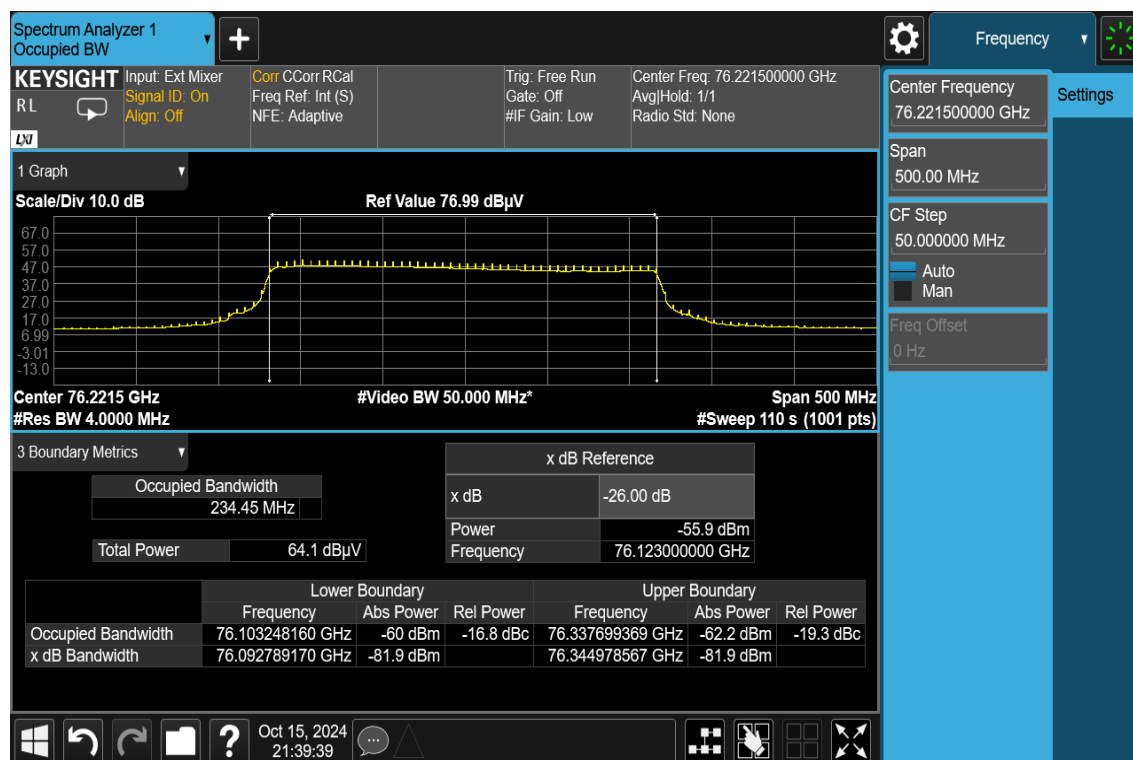 Spectrum Analyzer 1
Occupied BW
Frequency
KEYSIGHT
R L
LXI
Input: Ext Mixer
Signal ID: On
Align: Off
Corr CCorr RCal
Freq Ref: Int (S)
NFE: Adaptive
Trig: Free Run
Gate: Off
#IF Gain: Low
Center Freq: 76.221500000 GHz
Avg|Hold: 1/1
Radio Std: None
Center Frequency
76.221500000 GHz
Settings
Span
500.00 MHz
CF Step
50.000000 MHz
Auto
Man
Freq Offset
0 Hz
1 Graph
Scale/Div 10.0 dB
Ref Value 76.99 dBµV
67.0
57.0
47.0
37.0
27.0
17.0
6.99
-3.01
-13.0
Center 76.2215 GHz
#Video BW 50.000 MHz*
Span 500 MHz
#Res BW 4.0000 MHz
#Sweep 110 s (1001 pts)
3 Boundary Metrics
Occupied Bandwidth
234.45 MHz
Total Power 64.1 dBµV
x dB Reference
x dB -26.00 dB
Power -55.9 dBm
Frequency 76.123000000 GHz
Lower Boundary Upper Boundary
Frequency Abs Power Rel Power Frequency Abs Power Rel Power
Occupied Bandwidth 76.103248160 GHz -60 dBm -16.8 dBc 76.337699369 GHz -62.2 dBm -19.3 dBc
x dB Bandwidth 76.092789170 GHz -81.9 dBm 76.344978567 GHz -81.9 dBm
Oct 15, 2024
21:39:39